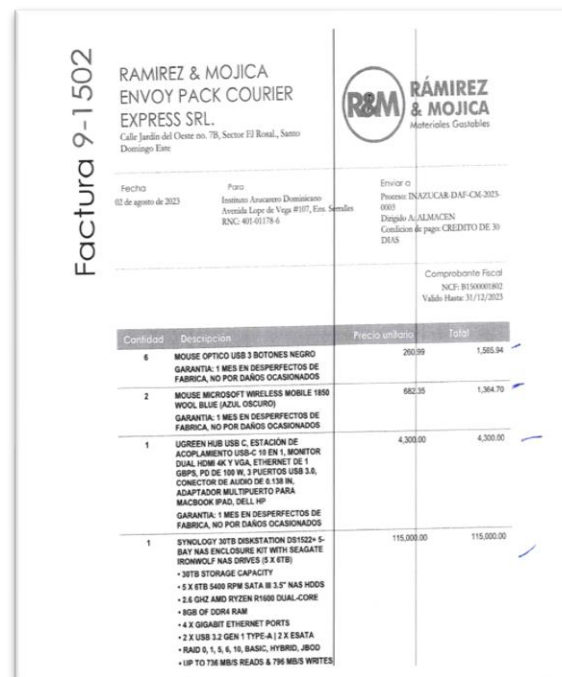 Factura 9-1502
RAMIREZ & MOJICA
ENVOY PACK COURIER
EXPRESS SRL.
Calle Jardín del Oeste no. 7B, Sector El Rosal., Santo
Domingo Este
R&M RÁMIREZ
& MOJICA
Materiales Gastables
Fecha
02 de agosto de 2023
Para
Instituto Azucarero Dominicano
Avenida Lope de Vega #107, Ens. Serralles
RNC: 401-01178-6
Enviar a
Proceso: INAZUCAR-DAF-CM-2023-
0003
Dirigido A: ALMACEN
Condicion de pago: CREDITO DE 30
DIAS
Comprobante Fiscal
NCF: B1500001802
Valido Hasta: 31/12/2023
Cantidad Descripción Precio unitario Total
6 MOUSE OPTICO USB 3 BOTONES NEGRO 260.99 1,565.94
GARANTIA: 1 MES EN DESPERFECTOS DE
FABRICA, NO POR DAÑOS OCASIONADOS
2 MOUSE MICROSOFT WIRELESS MOBILE 1850 682.35 1,364.70
WOOL BLUE (AZUL OSCURO)
GARANTIA: 1 MES EN DESPERFECTOS DE
FABRICA, NO POR DAÑOS OCASIONADOS
1 UGREEN HUB USB C, ESTACIÓN DE 4,300.00 4,300.00
ACOPLAMIENTO USB-C 10 EN 1, MONITOR
DUAL HDMI 4K Y VGA, ETHERNET DE 1
GBPS, PD DE 100 W, 3 PUERTOS USB 3.0,
CONECTOR DE AUDIO DE 0.138 IN,
ADAPTADOR MULTIPUERTO PARA
MACBOOK IPAD, DELL HP
GARANTIA: 1 MES EN DESPERFECTOS DE
FABRICA, NO POR DAÑOS OCASIONADOS
1 SYNOLOGY 30TB DISKSTATION DS1522+ 5- 115,000.00 115,000.00
BAY NAS ENCLOSURE KIT WITH SEAGATE
IRONWOLF NAS DRIVES (5 X 6TB)
• 30TB STORAGE CAPACITY
• 5 X 6TB 5400 RPM SATA III 3.5" NAS HDDS
• 2.6 GHZ AMD RYZEN R1600 DUAL-CORE
• 8GB OF DDR4 RAM
• 4 X GIGABIT ETHERNET PORTS
• 2 X USB 3.2 GEN 1 TYPE-A | 2 X ESATA
• RAID 0, 1, 5, 6, 10, BASIC, HYBRID, JBOD
• UP TO 736 MB/S READS & 796 MB/S WRITES